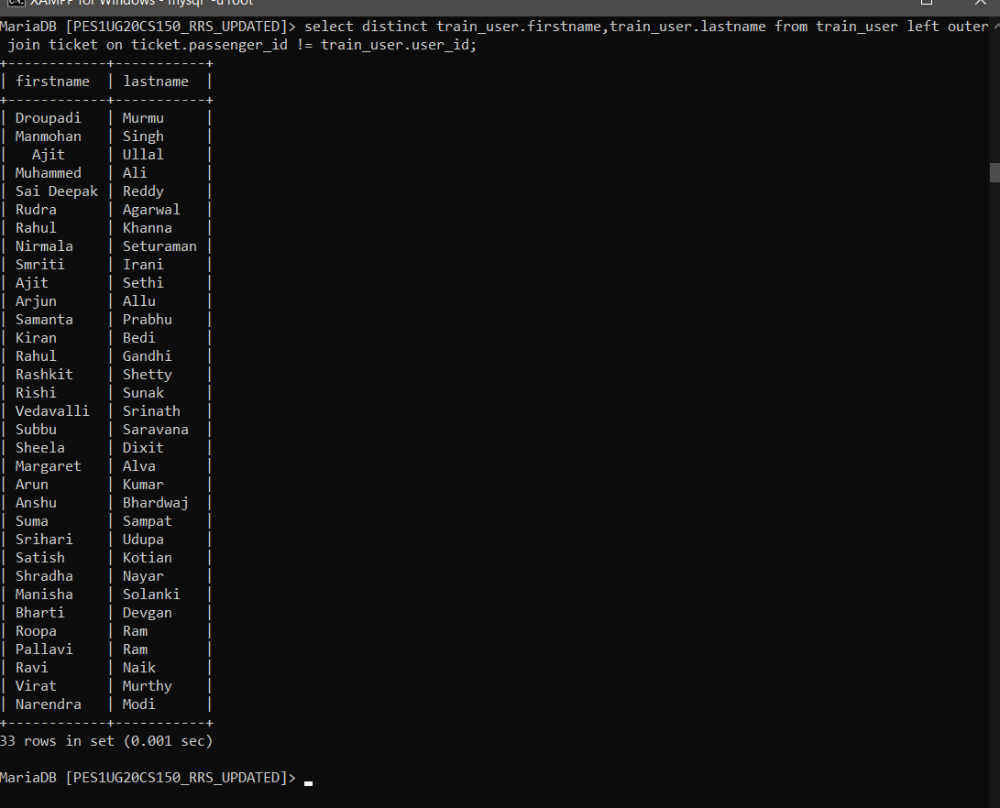 XAMPP for Windows - mysql -u root
MariaDB [PES1UG20CS150_RRS_UPDATED]> select distinct train_user.firstname,train_user.lastname from train_user left outer
join ticket on ticket.passenger_id != train_user.user_id;
+------------+-----------+
| firstname  | lastname  |
+------------+-----------+
| Droupadi   | Murmu     |
| Manmohan   | Singh     |
|   Ajit     | Ullal     |
| Muhammed   | Ali       |
| Sai Deepak | Reddy     |
| Rudra      | Agarwal   |
| Rahul      | Khanna    |
| Nirmala    | Seturaman |
| Smriti     | Irani     |
| Ajit       | Sethi     |
| Arjun      | Allu      |
| Samanta    | Prabhu    |
| Kiran      | Bedi      |
| Rahul      | Gandhi    |
| Rashkit    | Shetty    |
| Rishi      | Sunak     |
| Vedavalli  | Srinath   |
| Subbu      | Saravana  |
| Sheela     | Dixit     |
| Margaret   | Alva      |
| Arun       | Kumar     |
| Anshu      | Bhardwaj  |
| Suma       | Sampat    |
| Srihari    | Udupa     |
| Satish     | Kotian    |
| Shradha    | Nayar     |
| Manisha    | Solanki   |
| Bharti     | Devgan    |
| Roopa      | Ram       |
| Pallavi    | Ram       |
| Ravi       | Naik      |
| Virat      | Murthy    |
| Narendra   | Modi      |
+------------+-----------+
33 rows in set (0.001 sec)
MariaDB [PES1UG20CS150_RRS_UPDATED]>